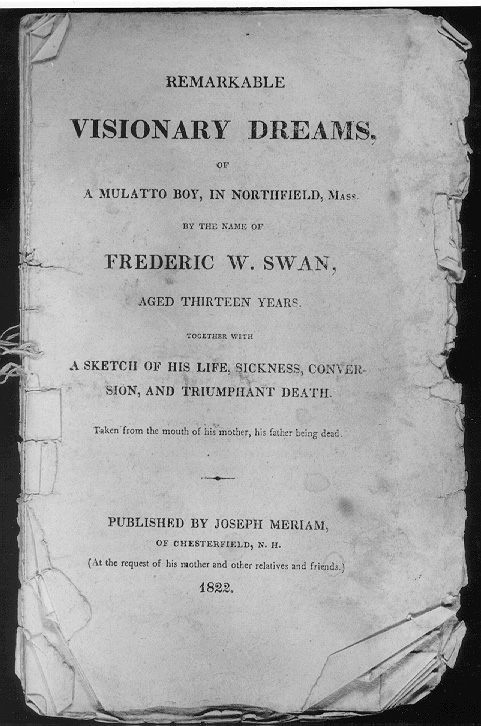 REMARKABLE
VISIONARY DREAMS,
OF
A MULATTO BOY, IN NORTHFIELD, Mass.
BY THE NAME OF
FREDERIC W. SWAN,
AGED THIRTEEN YEARS.
TOGETHER WITH
A SKETCH OF HIS LIFE, SICKNESS, CONVER-
SION, AND TRIUMPHANT DEATH.
Taken from the mouth of his mother, his father being dead.
PUBLISHED BY JOSEPH MERIAM,
OF CHESTERFIELD, N. H.
(At the request of his mother and other relatives and friends.)
1822.